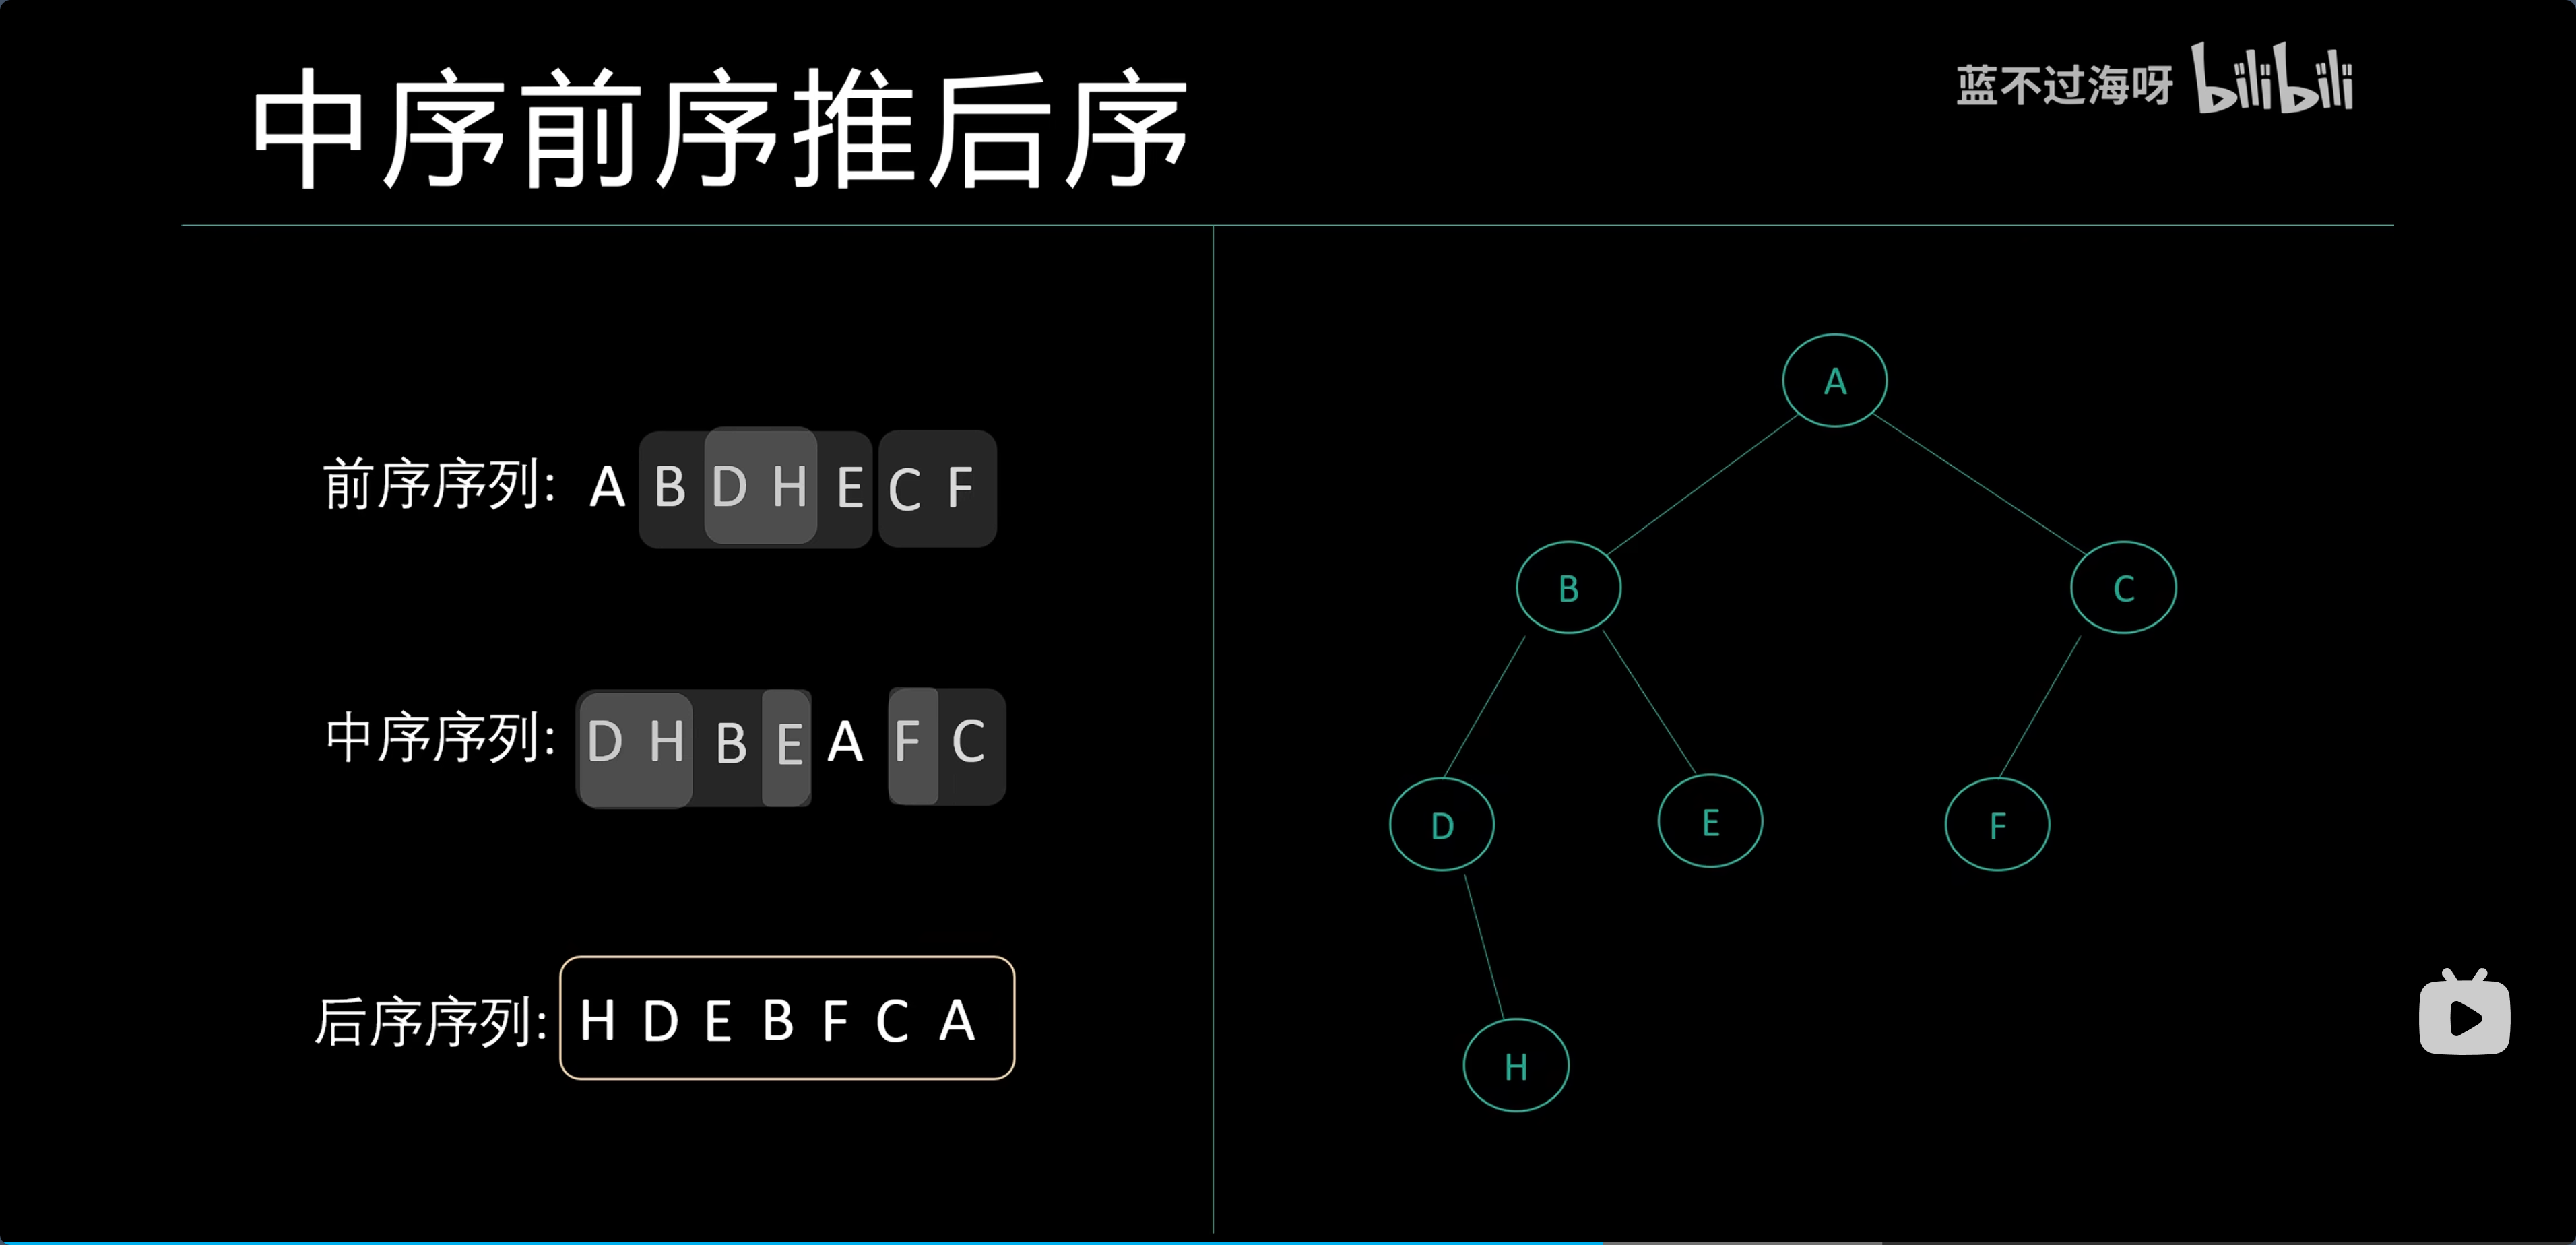 中序前序推后序
蓝不过海呀 bilibili
前序序列: A B D H E C F
中序序列: D H B E A F C
后序序列: H D E B F C A
A
B C
D E F
H